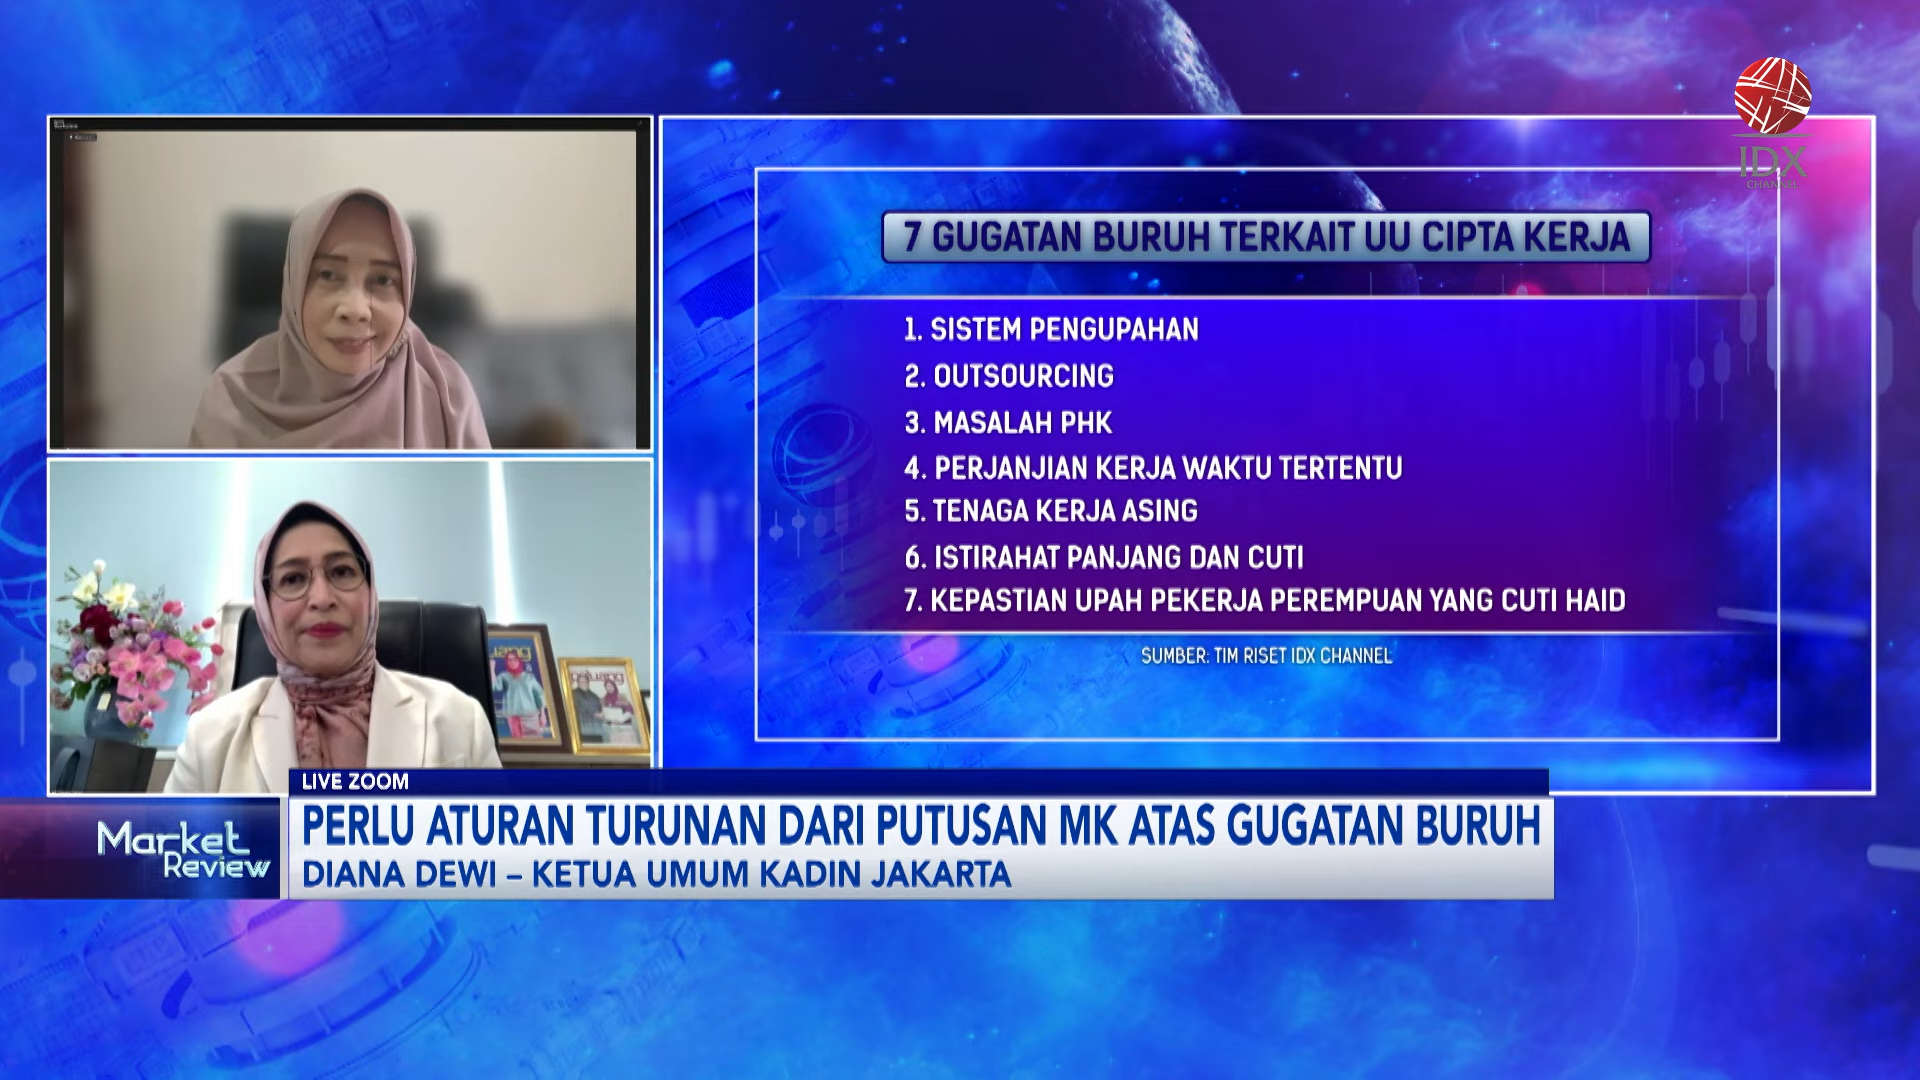 IDX
CHANNEL
7 GUGATAN BURUH TERKAIT UU CIPTA KERJA
1. SISTEM PENGUPAHAN
2. OUTSOURCING
3. MASALAH PHK
4. PERJANJIAN KERJA WAKTU TERTENTU
5. TENAGA KERJA ASING
6. ISTIRAHAT PANJANG DAN CUTI
7. KEPASTIAN UPAH PEKERJA PEREMPUAN YANG CUTI HAID
SUMBER: TIM RISET IDX CHANNEL
LIVE ZOOM
Market
Review
PERLU ATURAN TURUNAN DARI PUTUSAN MK ATAS GUGATAN BURUH
DIANA DEWI – KETUA UMUM KADIN JAKARTA